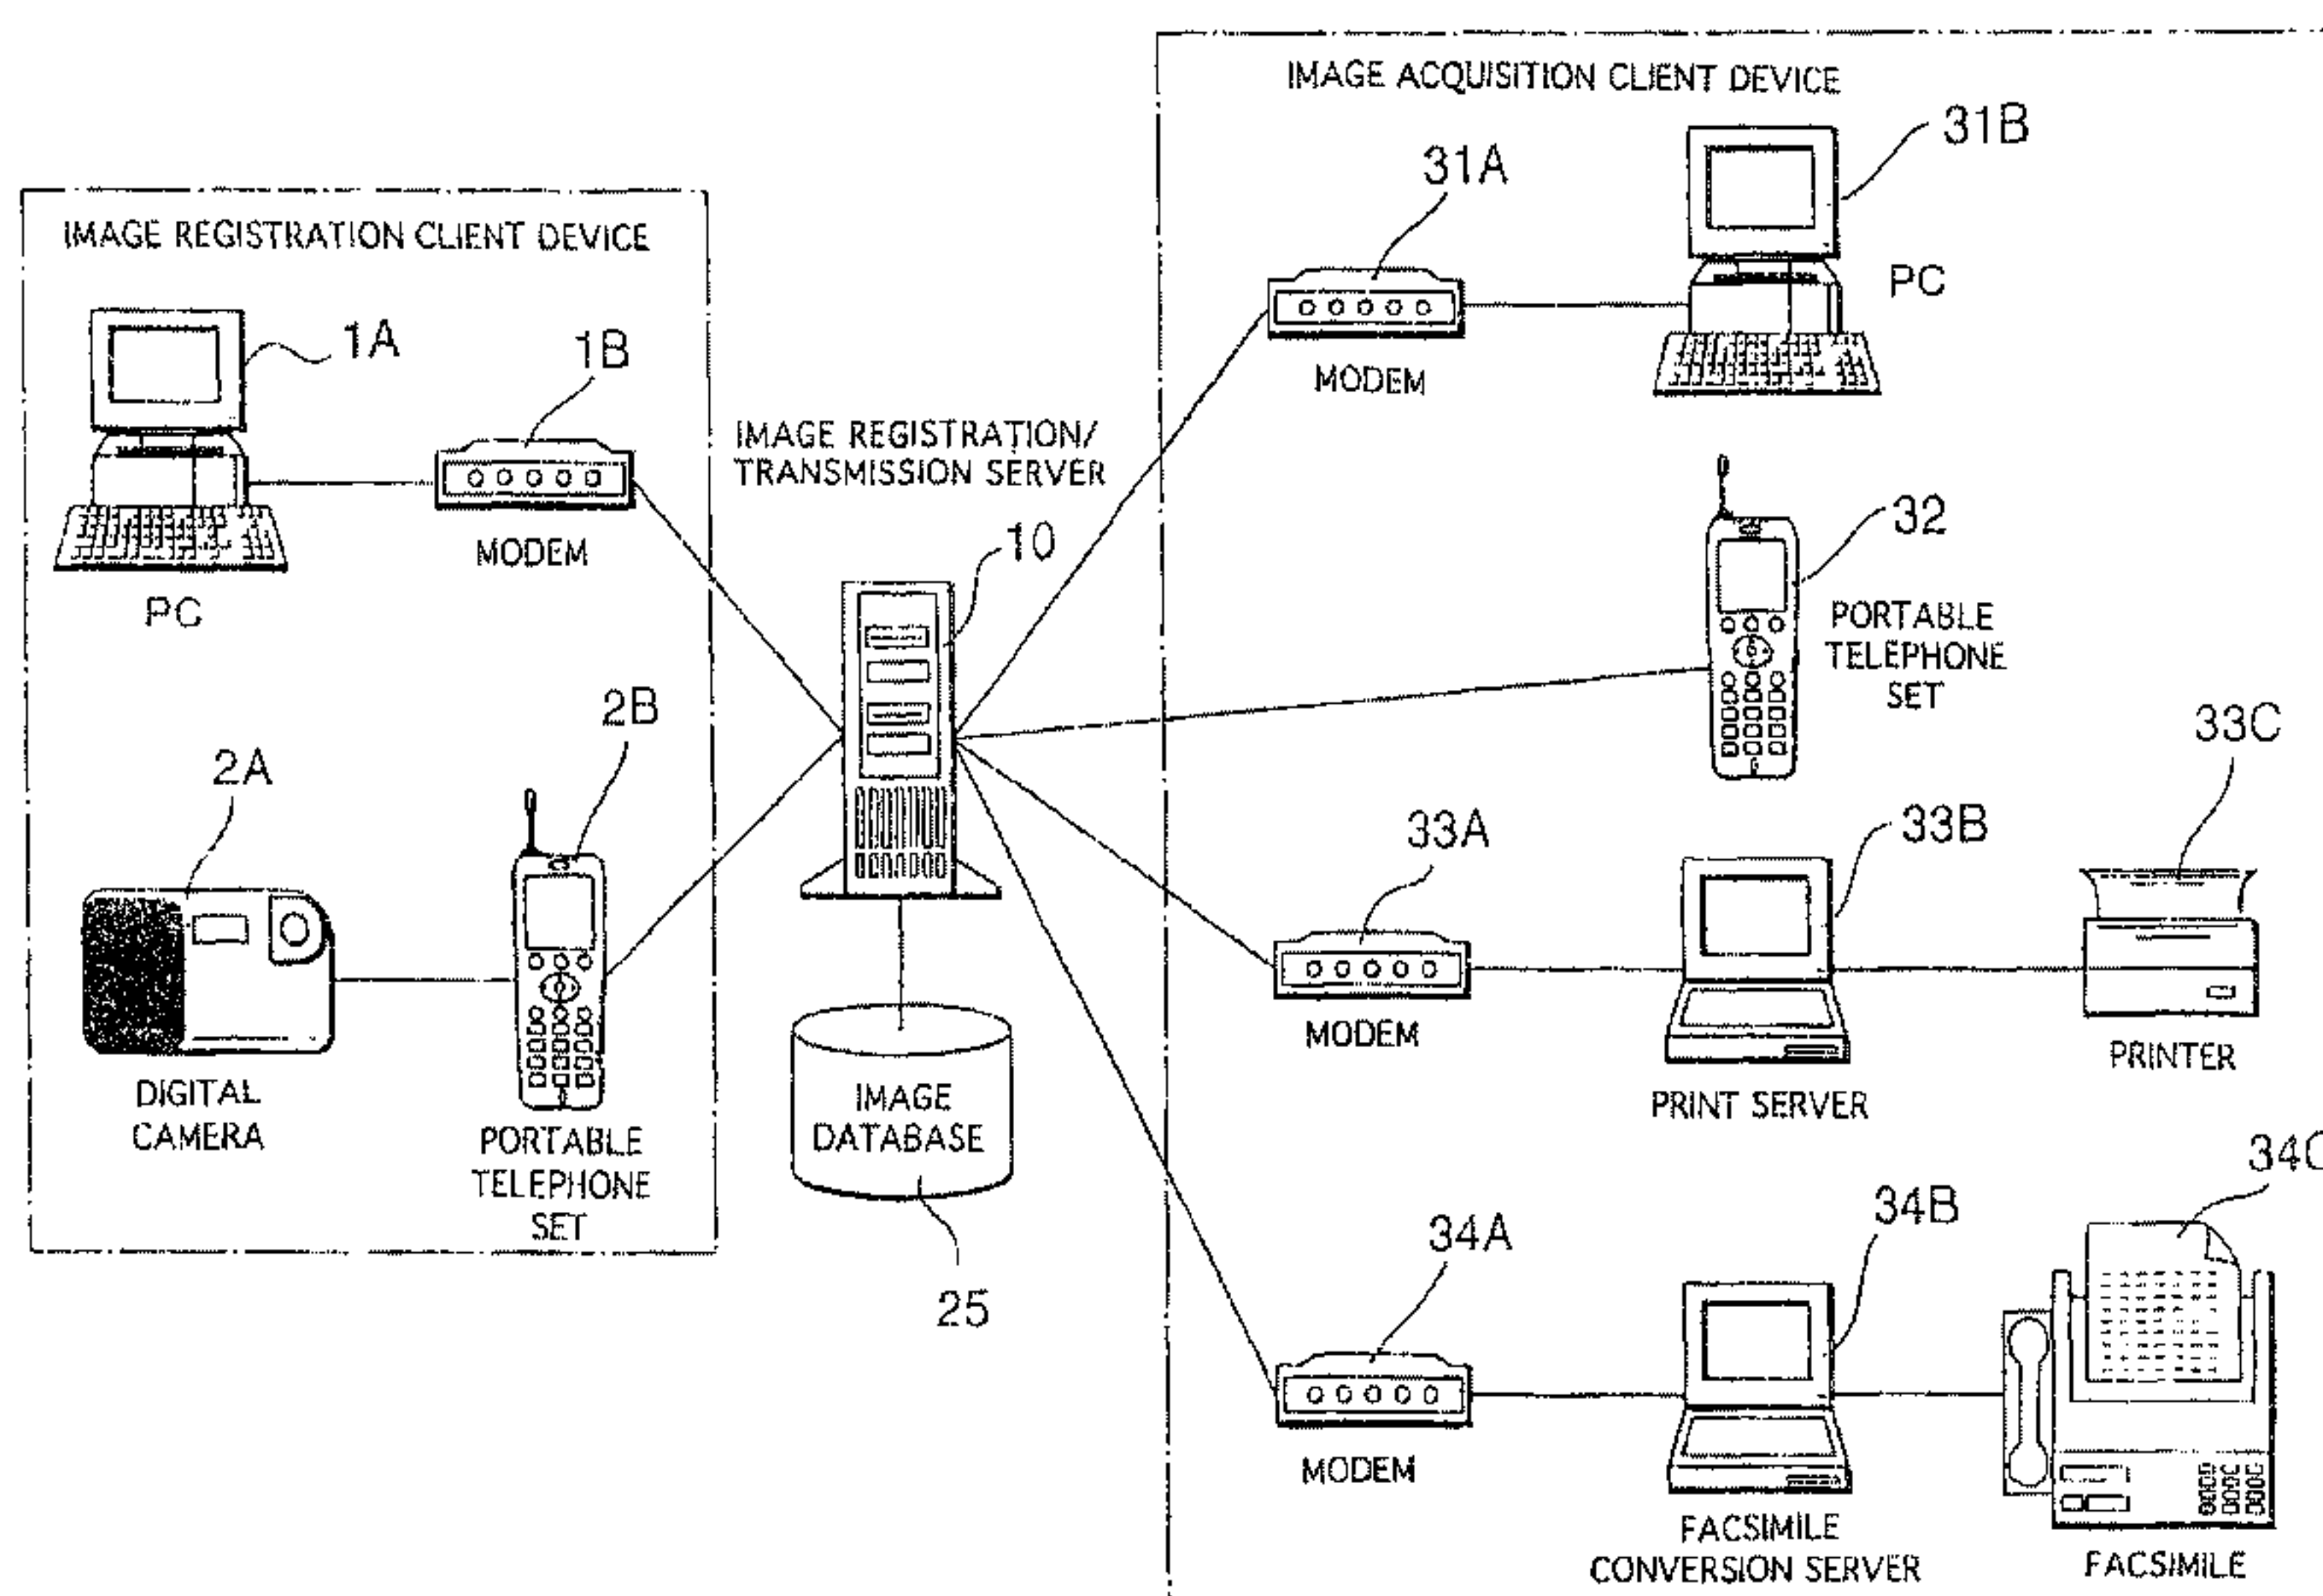 IMAGE ACQUISITION CLIENT DEVICE
31B
31A
PC
MODEM
IMAGE REGISTRATION CLIENT DEVICE
1A
1B
MODEM
PC
IMAGE REGISTRATION/
TRANSMISSION SERVER
10
32
PORTABLE
TELEPHONE
SET
2A
2B
DIGITAL
CAMERA
PORTABLE
TELEPHONE
SET
IMAGE
DATABASE
25
33A
33B
33C
MODEM
PRINT SERVER
PRINTER
34A
34B
34C
MODEM
FACSIMILE
CONVERSION SERVER
FACSIMILE